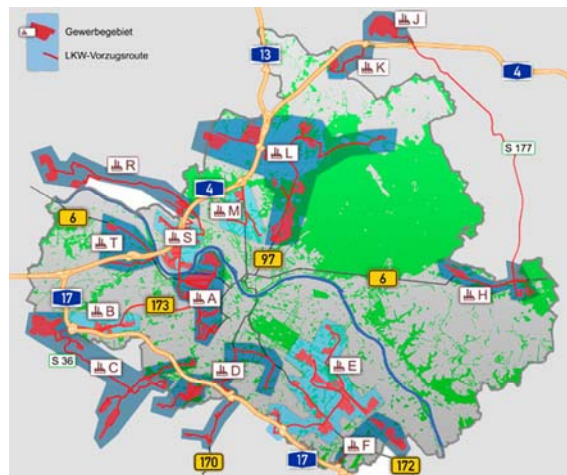 Gewerbegebiet
LKW-Vorzugsroute
J
13
K
4
L
S 177
R
4
M
6
S
T
97
6
H
17
173
A
B
S 36
C
D
E
F
170
17
172